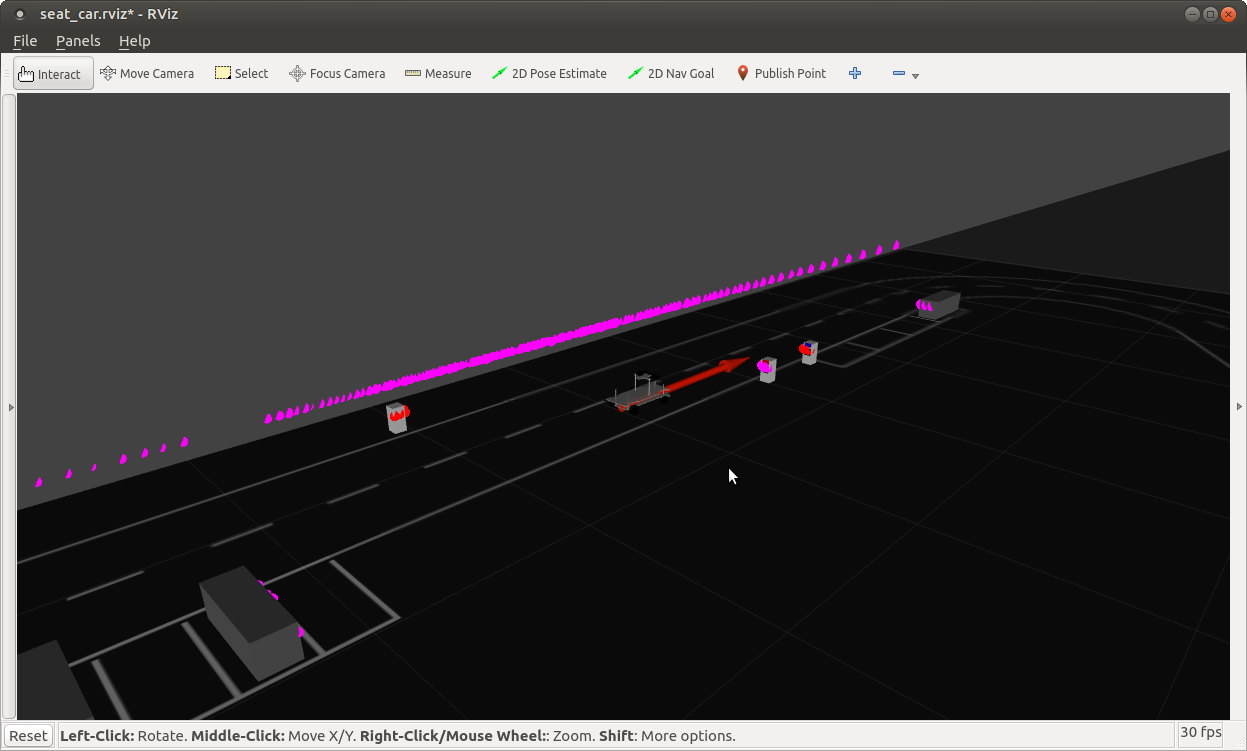 seat_car.rviz* - RViz
File Panels Help
Interact Move Camera Select Focus Camera Measure 2D Pose Estimate 2D Nav Goal Publish Point
Reset Left-Click: Rotate. Middle-Click: Move X/Y. Right-Click/Mouse Wheel:: Zoom. Shift: More options. 30 fps